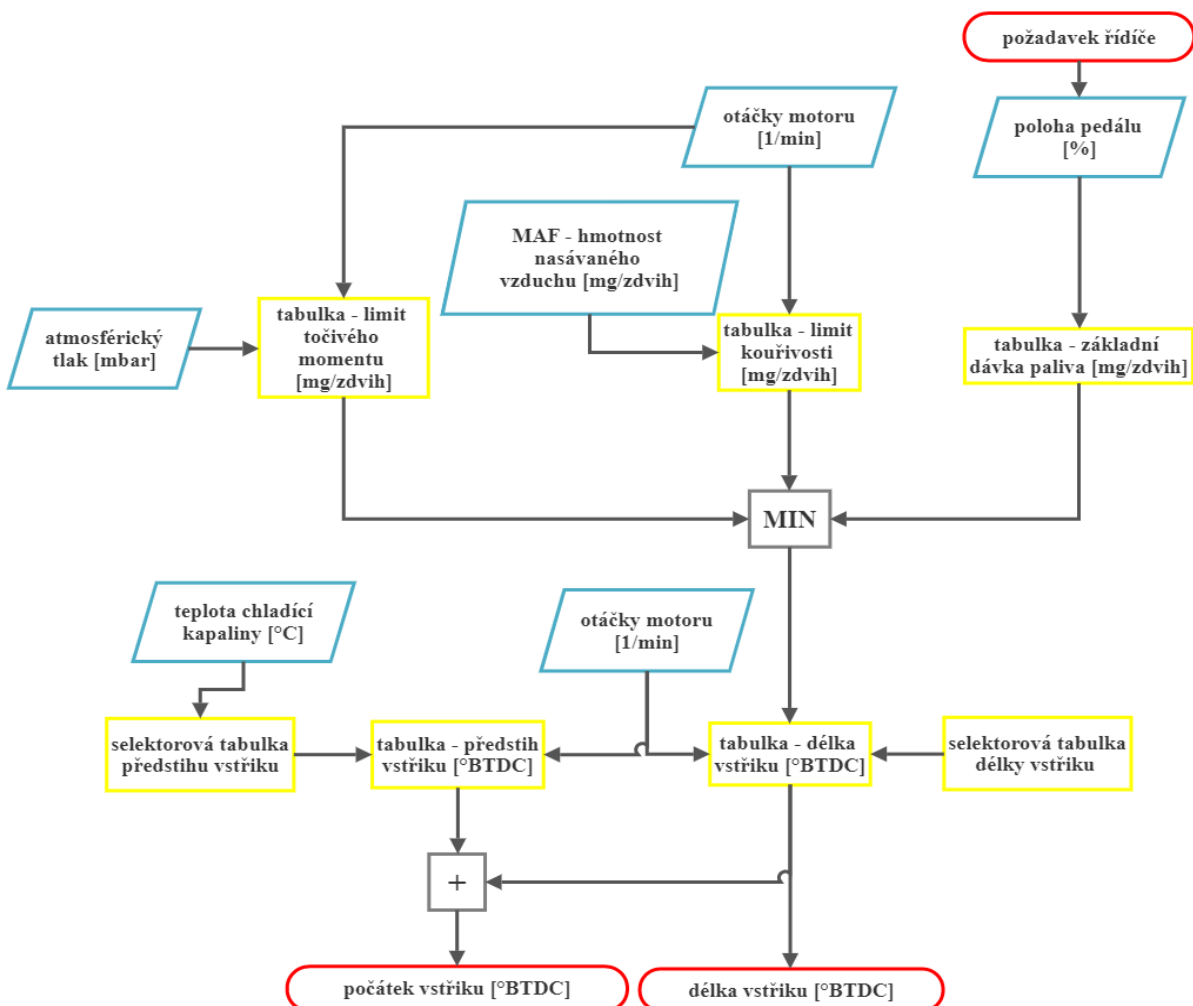 požadavek řídíče
otáčky motoru
[1/min]
poloha pedálu
[%]
MAF - hmotnost
nasávaného
vzduchu [mg/zdvih]
atmosférický
tlak [mbar]
tabulka - limit
točivého
momentu
[mg/zdvih]
tabulka - limit
kouřivosti
[mg/zdvih]
tabulka - základní
dávka paliva [mg/zdvih]
MIN
teplota chladící
kapaliny [°C]
otáčky motoru
[1/min]
selektorová tabulka
předstihu vstřiku
tabulka - předstih
vstřiku [°BTDC]
tabulka - délka
vstřiku [°BTDC]
selektorová tabulka
délky vstřiku
+
počátek vstřiku [°BTDC]
délka vstřiku [°BTDC]